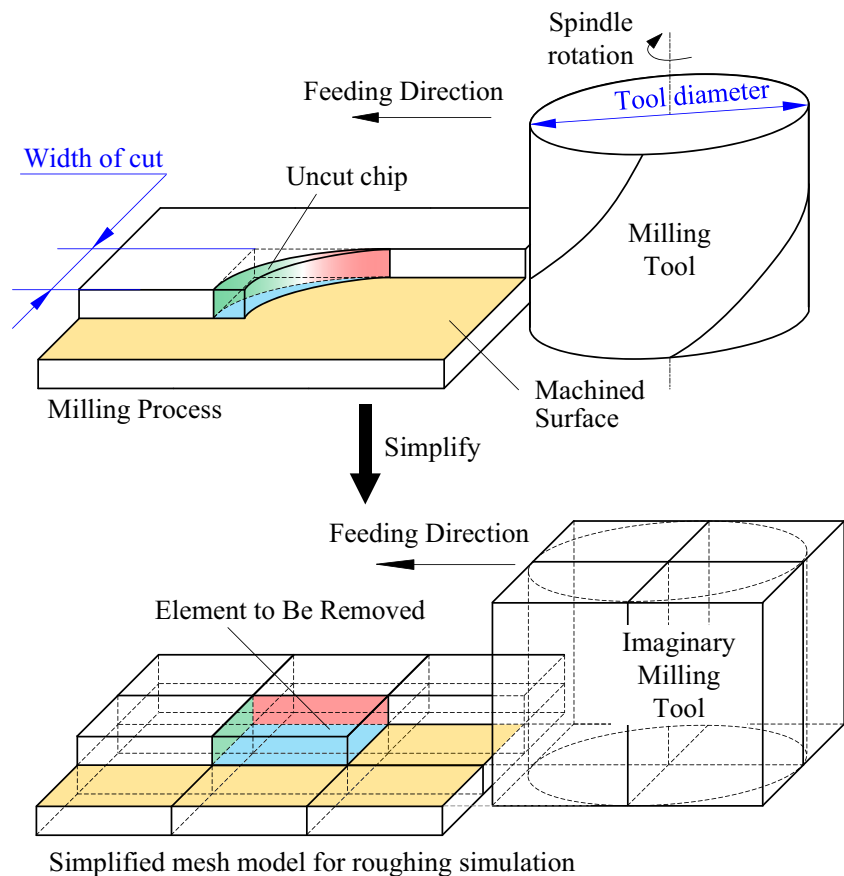 Spindle
rotation
Feeding Direction
Tool diameter
Width of cut
Uncut chip
Milling
Tool
Machined
Surface
Milling Process
Simplify
Feeding Direction
Element to Be Removed
Imaginary
Milling
Tool
Simplified mesh model for roughing simulation